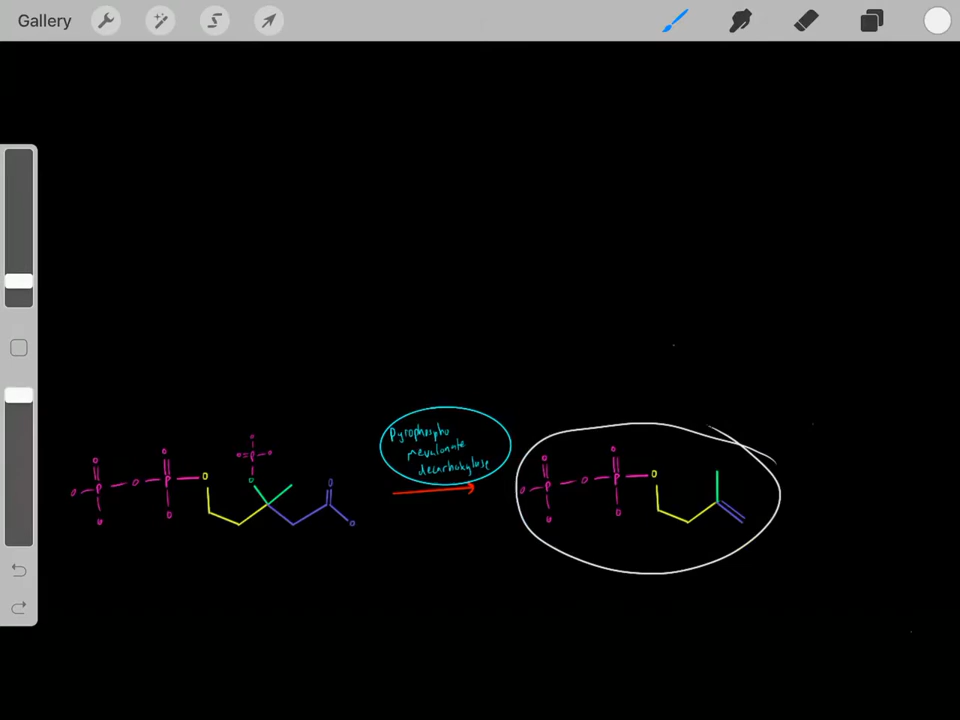 Gallery
Pyrophospho
mevalonate
decarboxylase
O O O O
O P O P O O P O O
O O O O O
O O
O P O P O
O O